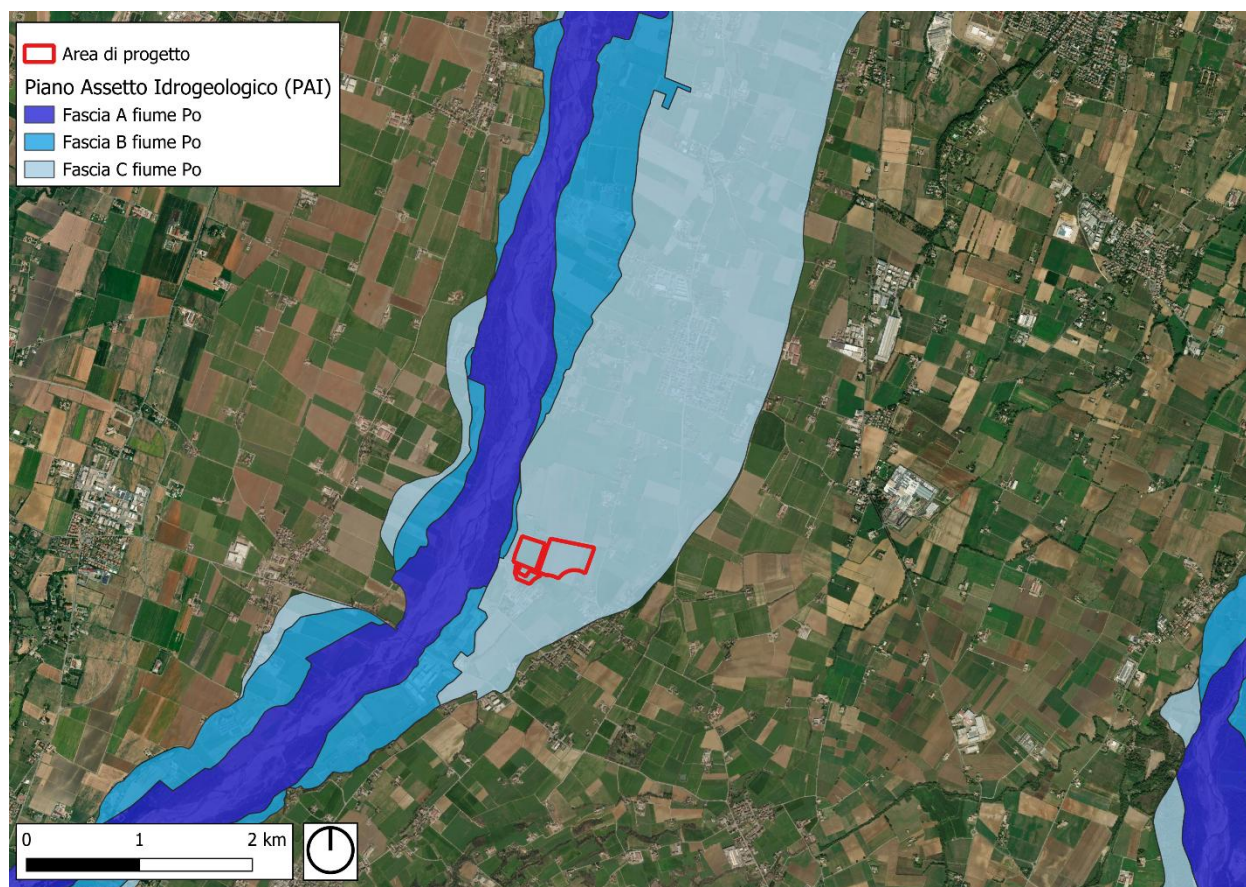 Area di progetto
Piano Assetto Idrogeologico (PAI)
Fascia A fiume Po
Fascia B fiume Po
Fascia C fiume Po
0 1 2 km